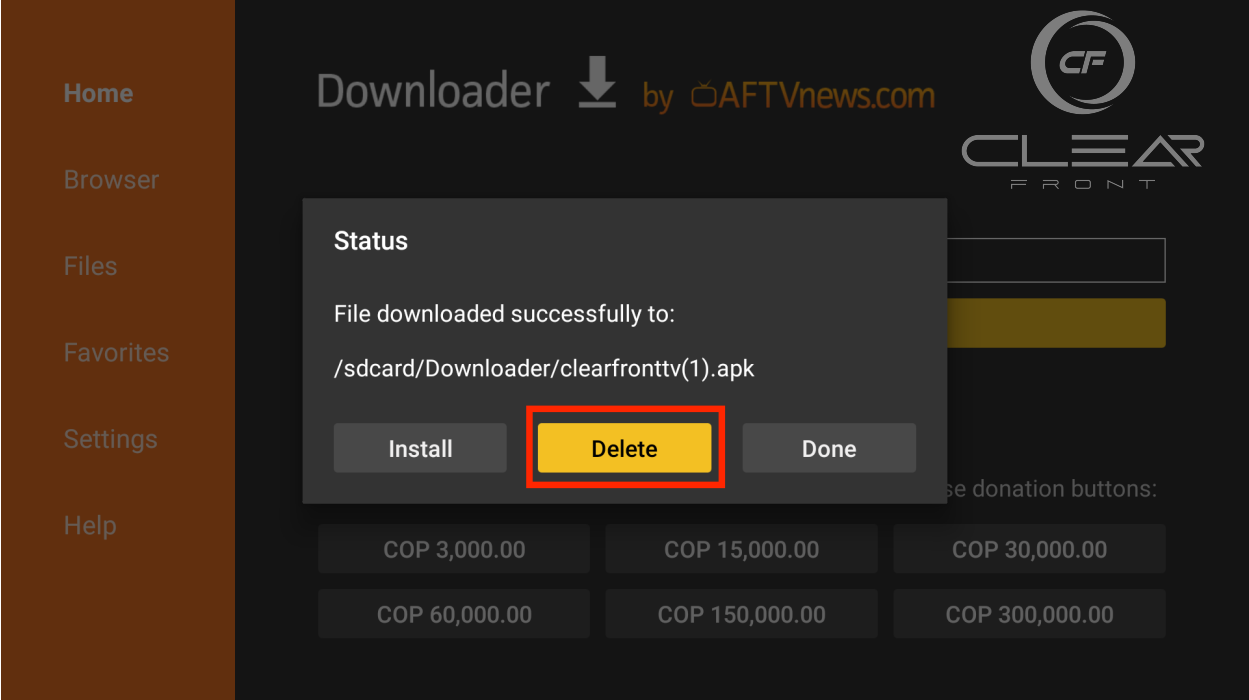 Home
Browser
Files
Favorites
Settings
Help
Downloader by AFTVnews.com
CF
CLEAR
FRONT
Status
File downloaded successfully to:
/sdcard/Downloader/clearfronttv(1).apk
Install Delete Done
se donation buttons:
COP 3,000.00 COP 15,000.00 COP 30,000.00
COP 60,000.00 COP 150,000.00 COP 300,000.00